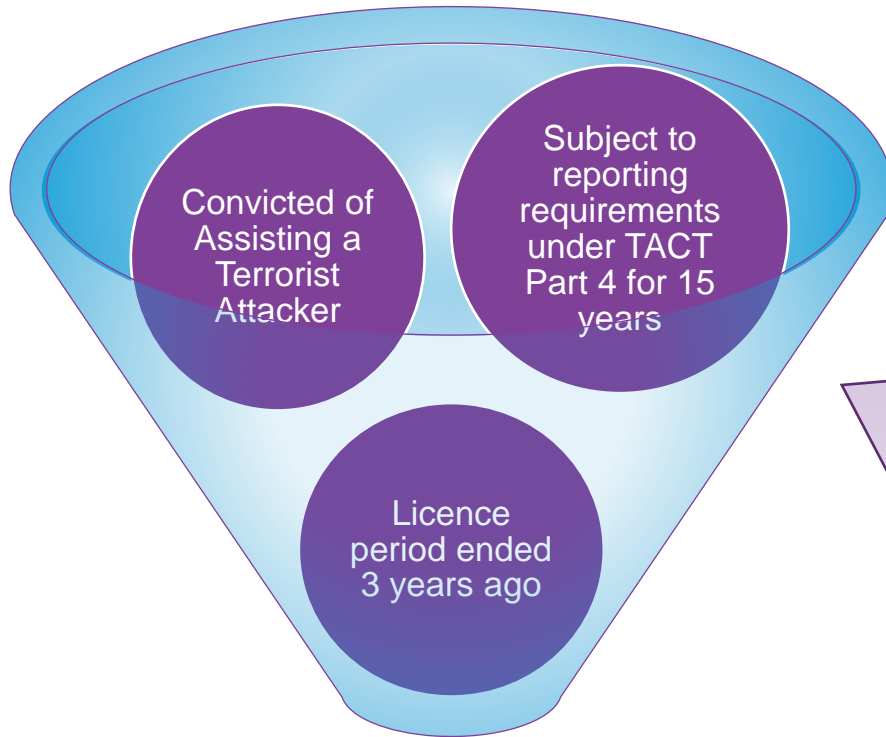 Convicted of
Assisting a
Terrorist
Attacker
Subject to
reporting
requirements
under TACT
Part 4 for 15
years
Licence
period ended
3 years ago